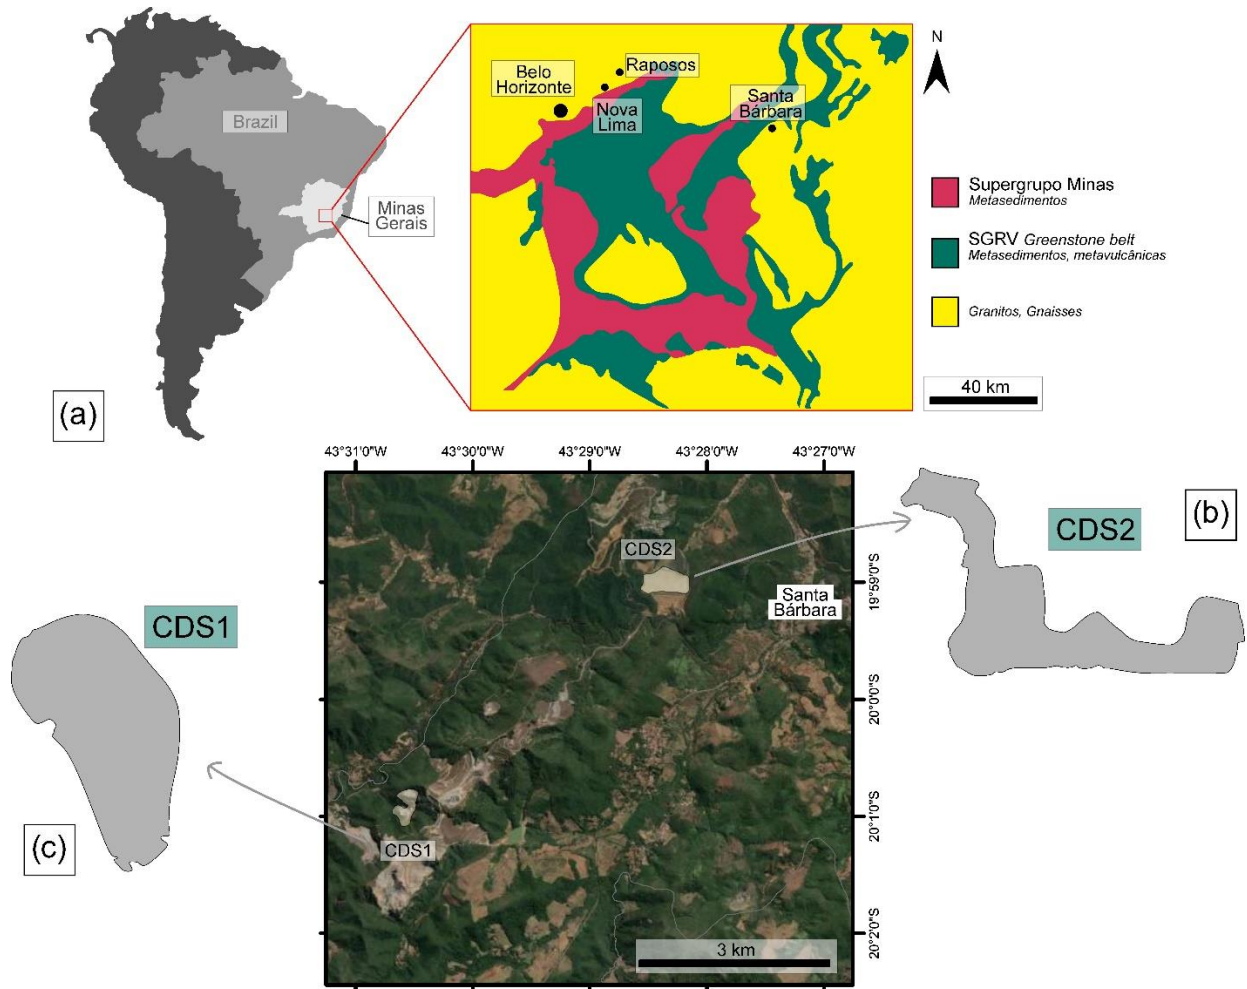 Brazil
Minas
Gerais
(a)
Belo
Horizonte
Raposos
Nova
Lima
Santa
Bárbara
N
Supergrupo Minas
Metasedimentos
SGRV Greenstone belt
Metasedimentos, metavulcânicas
Granitos, Gnaisses
40 km
43°31'0"W
43°30'0"W
43°29'0"W
43°28'0"W
43°27'0"W
CDS2
Santa
Bárbara
CDS1
3 km
19°59'0"S
20°0'0"S
20°1'0"S
20°2'0"S
CDS2
(b)
CDS1
(c)